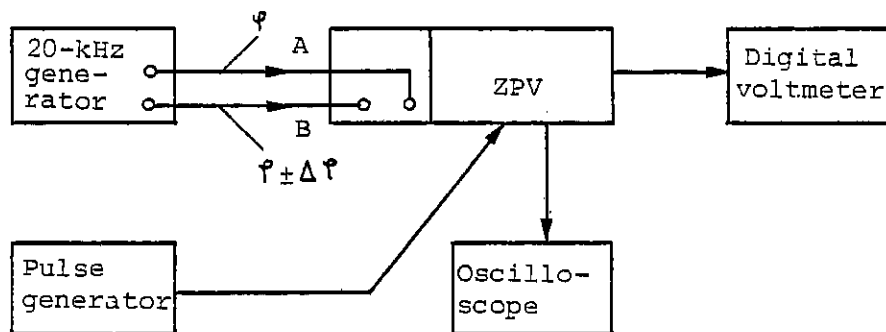 20-kHz
gene-
rator
φ
A
B
φ ± Δφ
ZPV
Digital
voltmeter
Pulse
generator
Oscillo-
scope